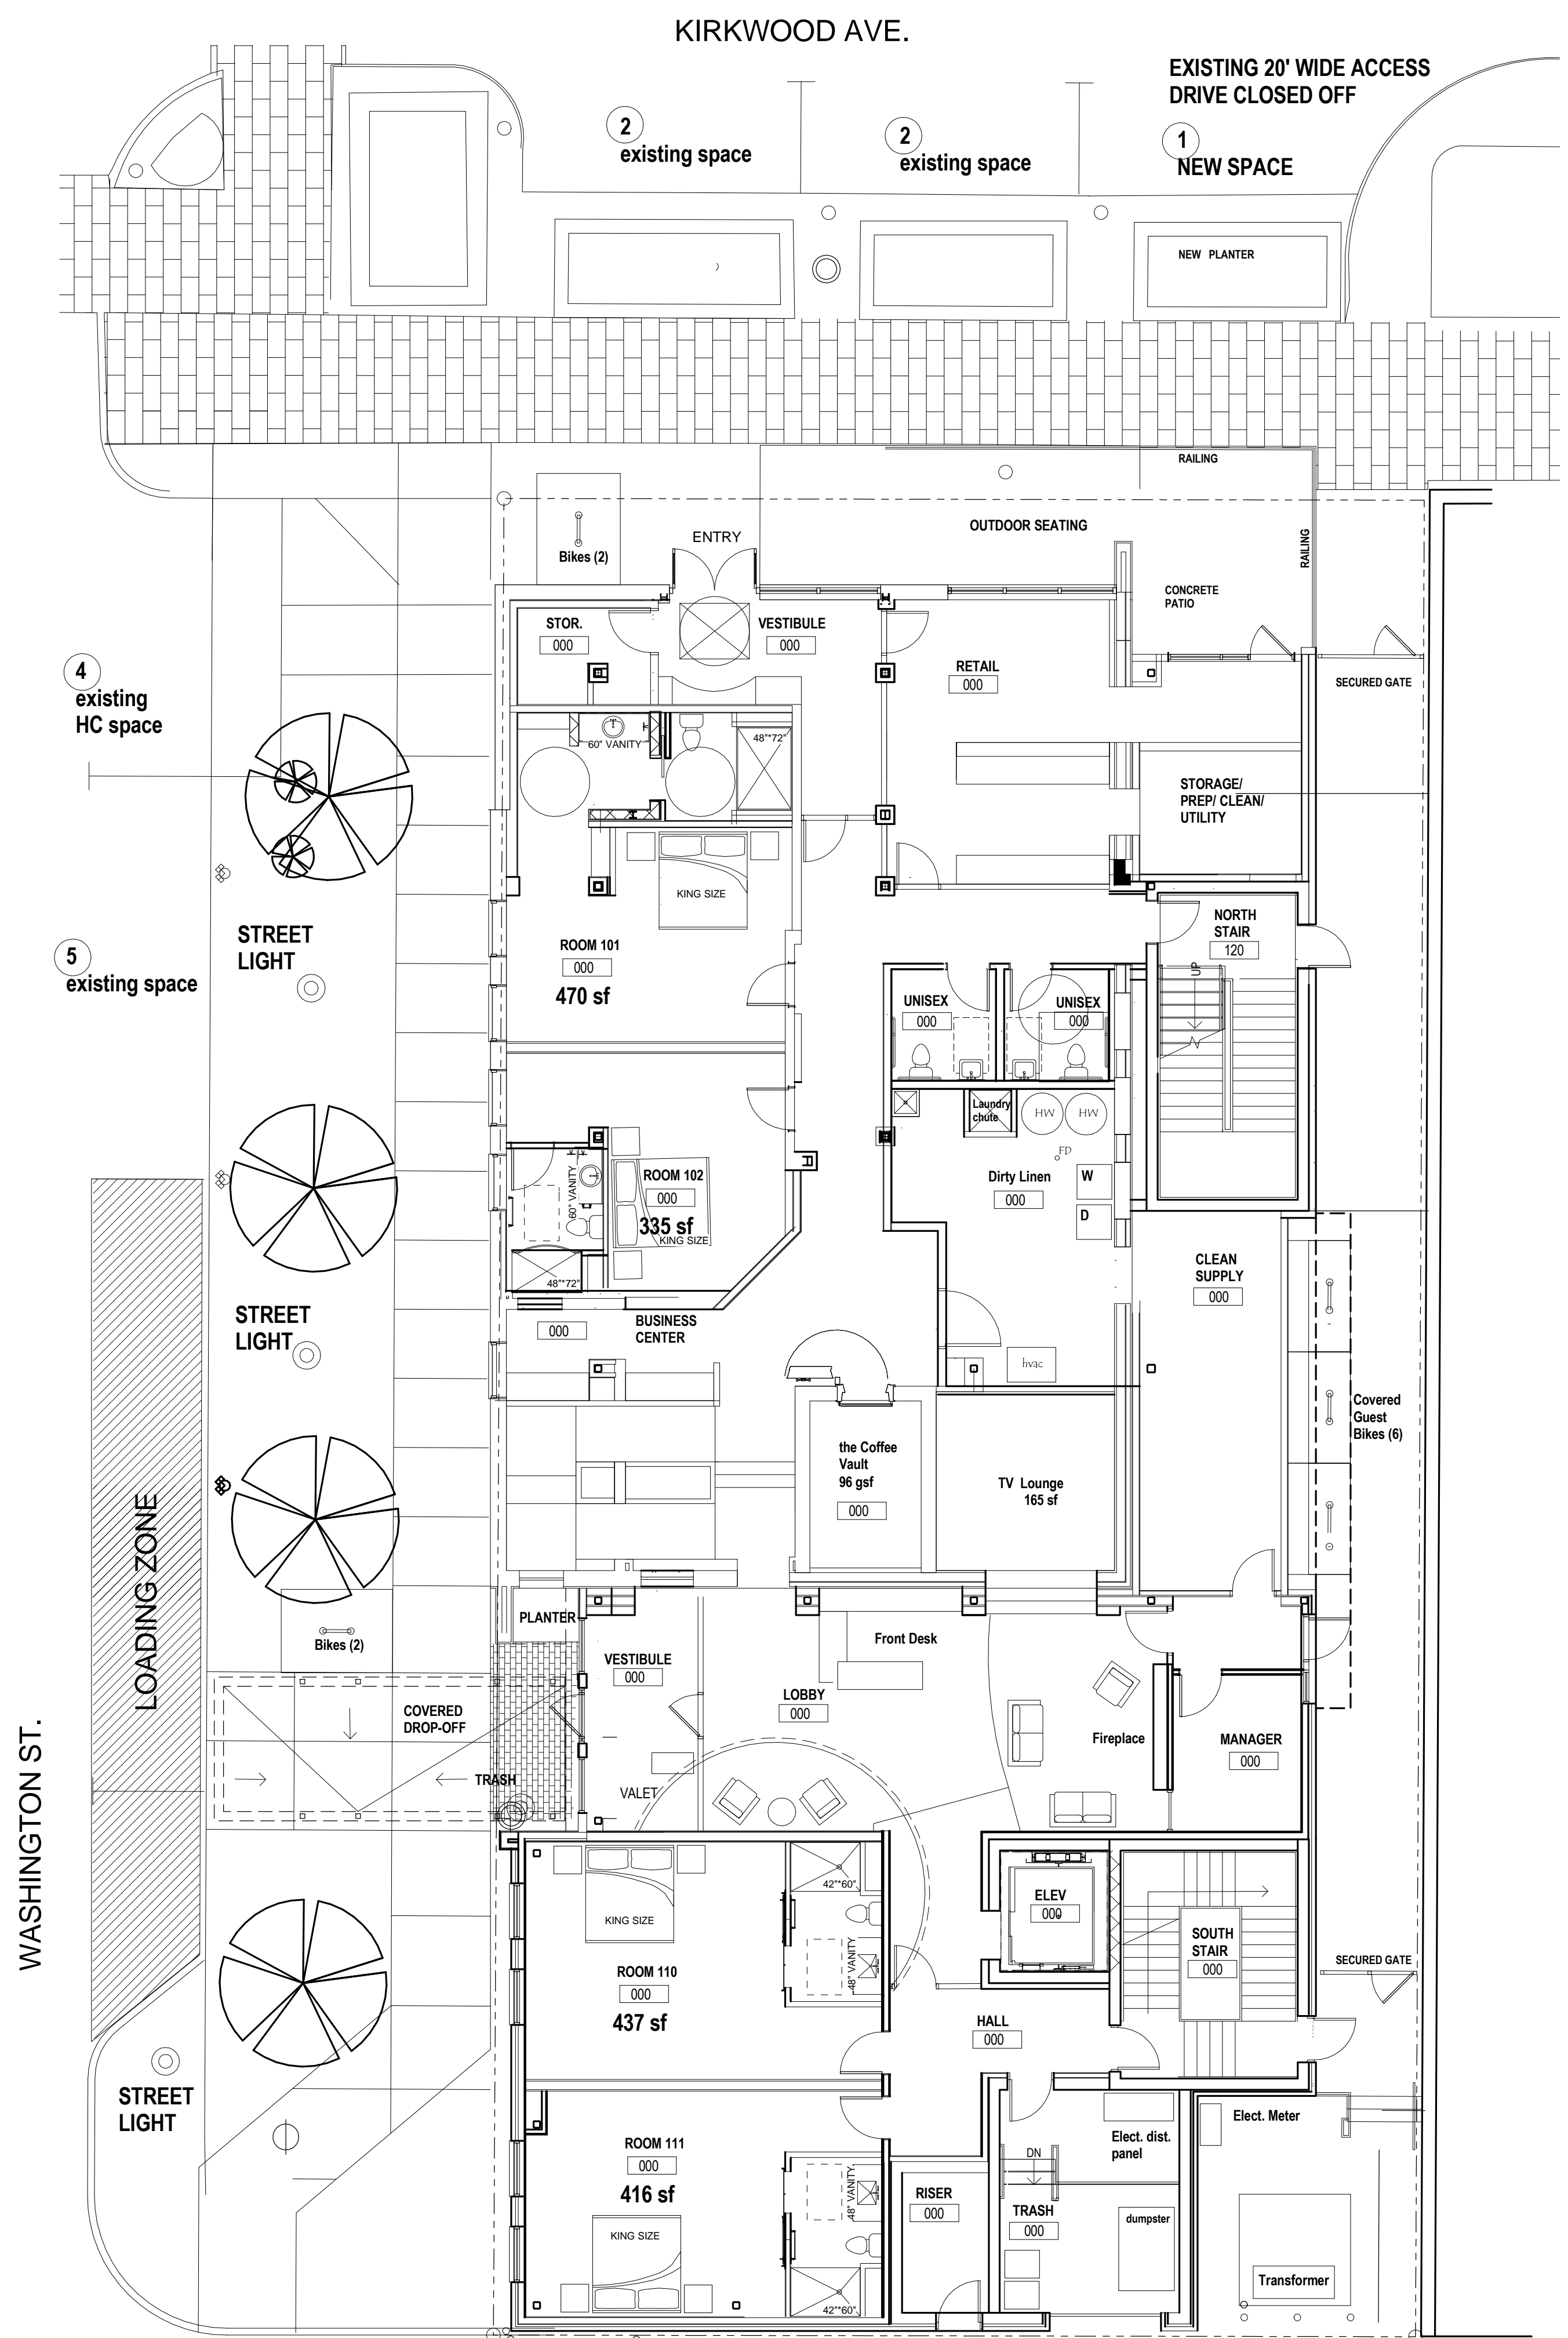 KIRKWOOD AVE.
EXISTING 20' WIDE ACCESS
DRIVE CLOSED OFF
2
existing space
2
existing space
1
NEW SPACE
NEW PLANTER
RAILING
OUTDOOR SEATING
ENTRY
Bikes (2)
RAILING
CONCRETE
PATIO
STOR.
000
VESTIBULE
000
RETAIL
000
SECURED GATE
4
existing
HC space
60" VANITY
48"*72"
STORAGE/
PREP/ CLEAN/
UTILITY
KING SIZE
STREET
LIGHT
5
existing space
ROOM 101
000
470 sf
NORTH
STAIR
120
UP
UNISEX
000
UNISEX
000
Laundry
chute
HW
HW
FD
Dirty Linen
000
W
D
60" VANITY
ROOM 102
000
335 sf
KING SIZE
48"*72"
CLEAN
SUPPLY
000
STREET
LIGHT
000
BUSINESS
CENTER
hvac
Covered
Guest
Bikes (6)
the Coffee
Vault
96 gsf
000
TV Lounge
165 sf
LOADING ZONE
PLANTER
Bikes (2)
Front Desk
VESTIBULE
000
LOBBY
000
COVERED
DROP-OFF
Fireplace
MANAGER
000
TRASH
VALET
WASHINGTON ST.
42"*60"
KING SIZE
48" VANITY
ELEV
000
SOUTH
STAIR
000
SECURED GATE
ROOM 110
000
437 sf
HALL
000
STREET
LIGHT
Elect. Meter
Elect. dist.
panel
DN
ROOM 111
000
416 sf
48" VANITY
RISER
000
TRASH
000
dumpster
KING SIZE
Transformer
42"*60"